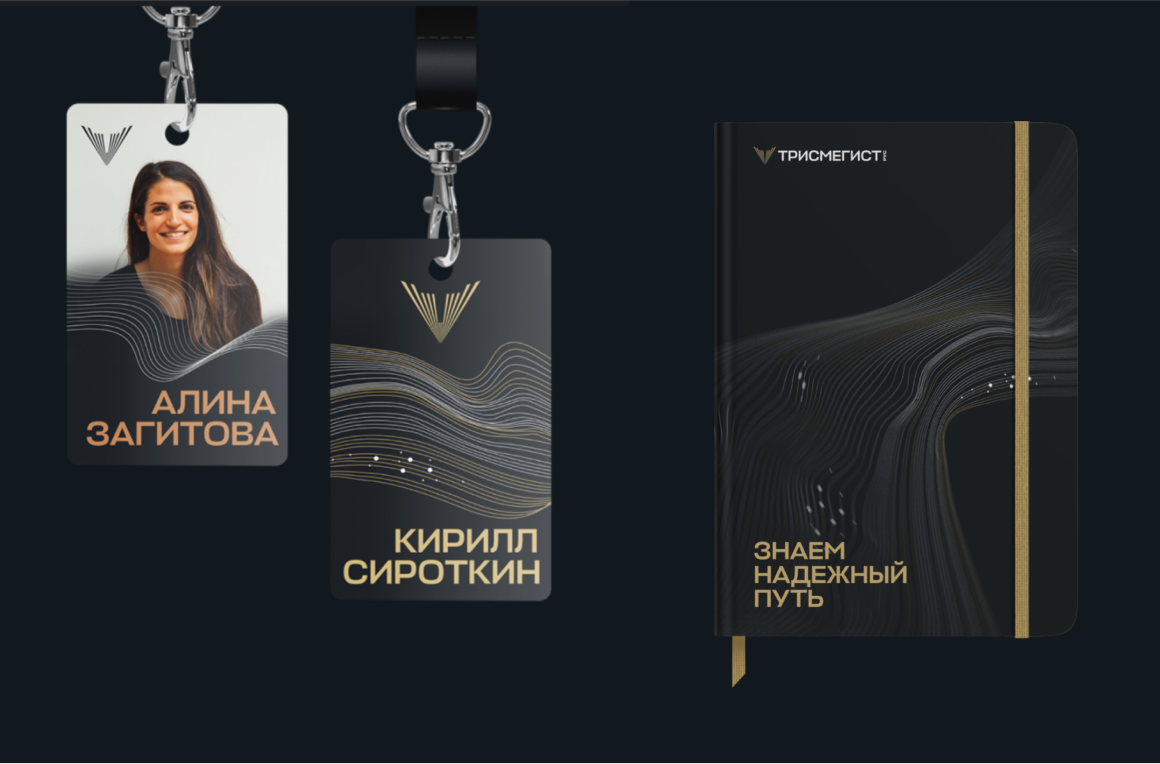 АЛИНА
ЗАГИТОВА
КИРИЛЛ
СИРОТКИН
ТРИСМЕГИСТ
ЗНАЕМ
НАДЕЖНЫЙ
ПУТЬ